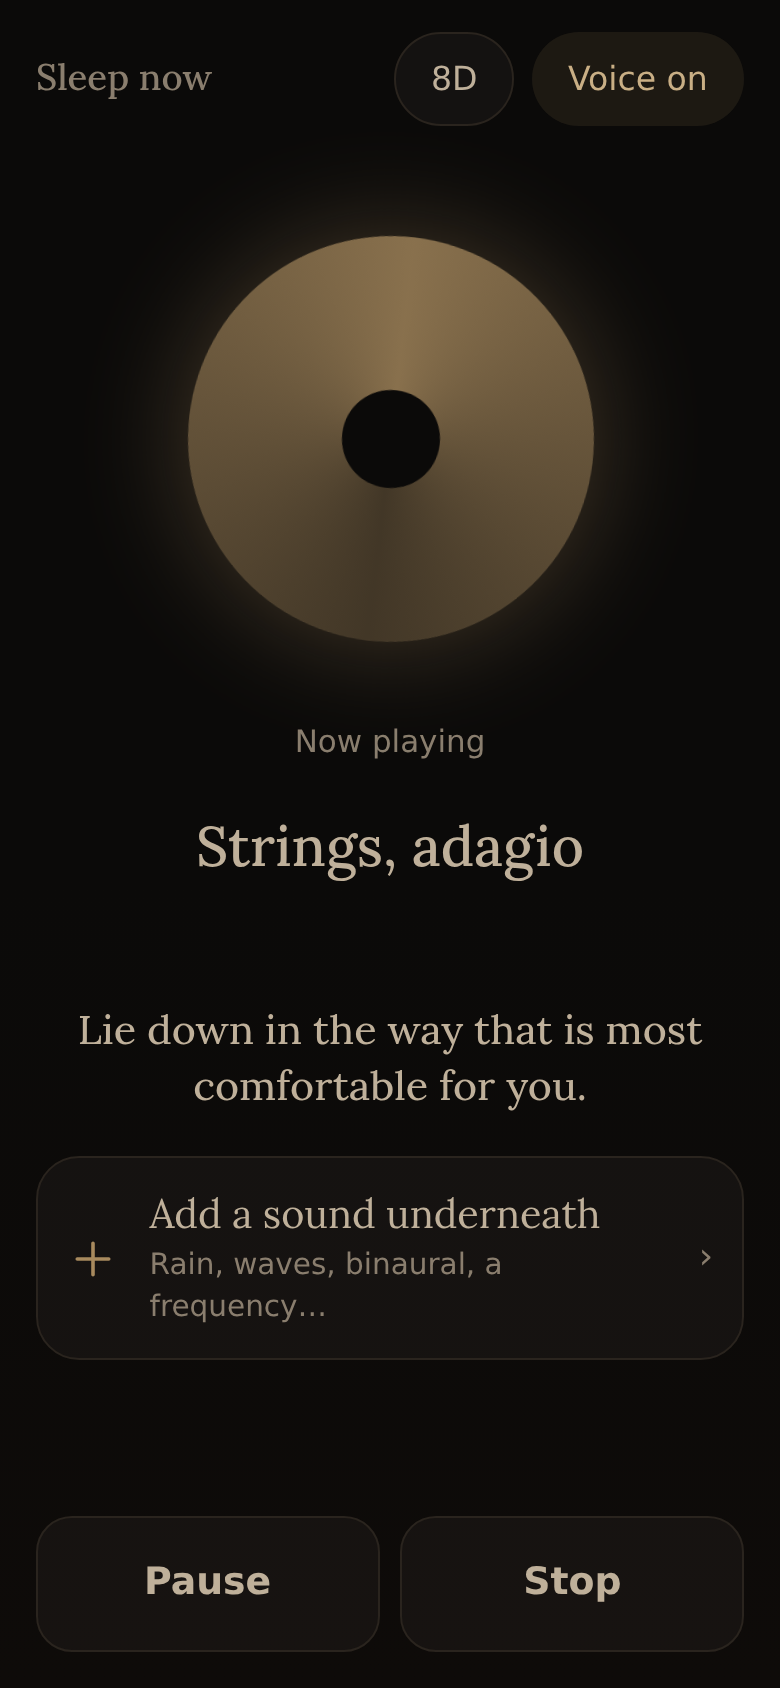 Sleep now
8D
Voice on
Now playing
Strings, adagio
Lie down in the way that is most
comfortable for you.
Add a sound underneath
Rain, waves, binaural, a
frequency…
Pause
Stop